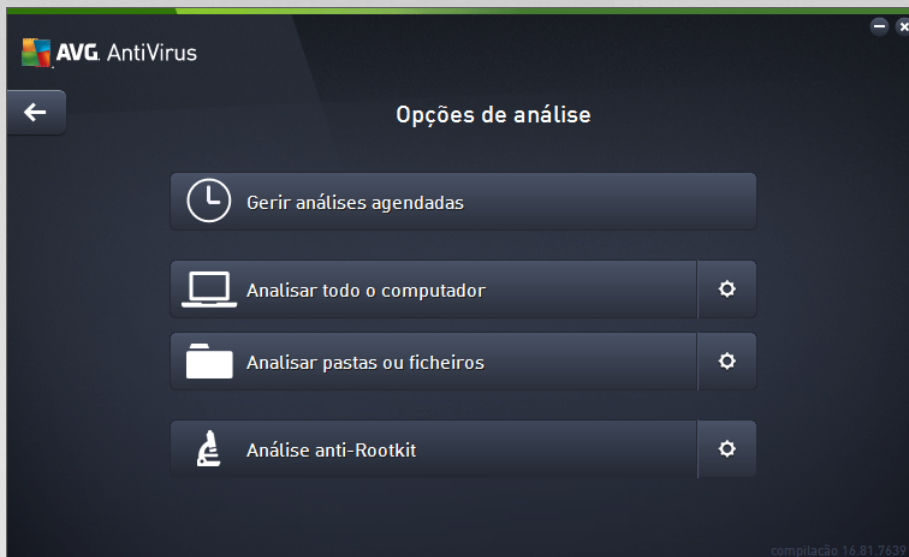 AVG. AntiVirus
Opções de análise
Gerir análises agendadas
Analisar todo o computador
Analisar pastas ou ficheiros
Análise anti-Rootkit
compilação 16.81.7639